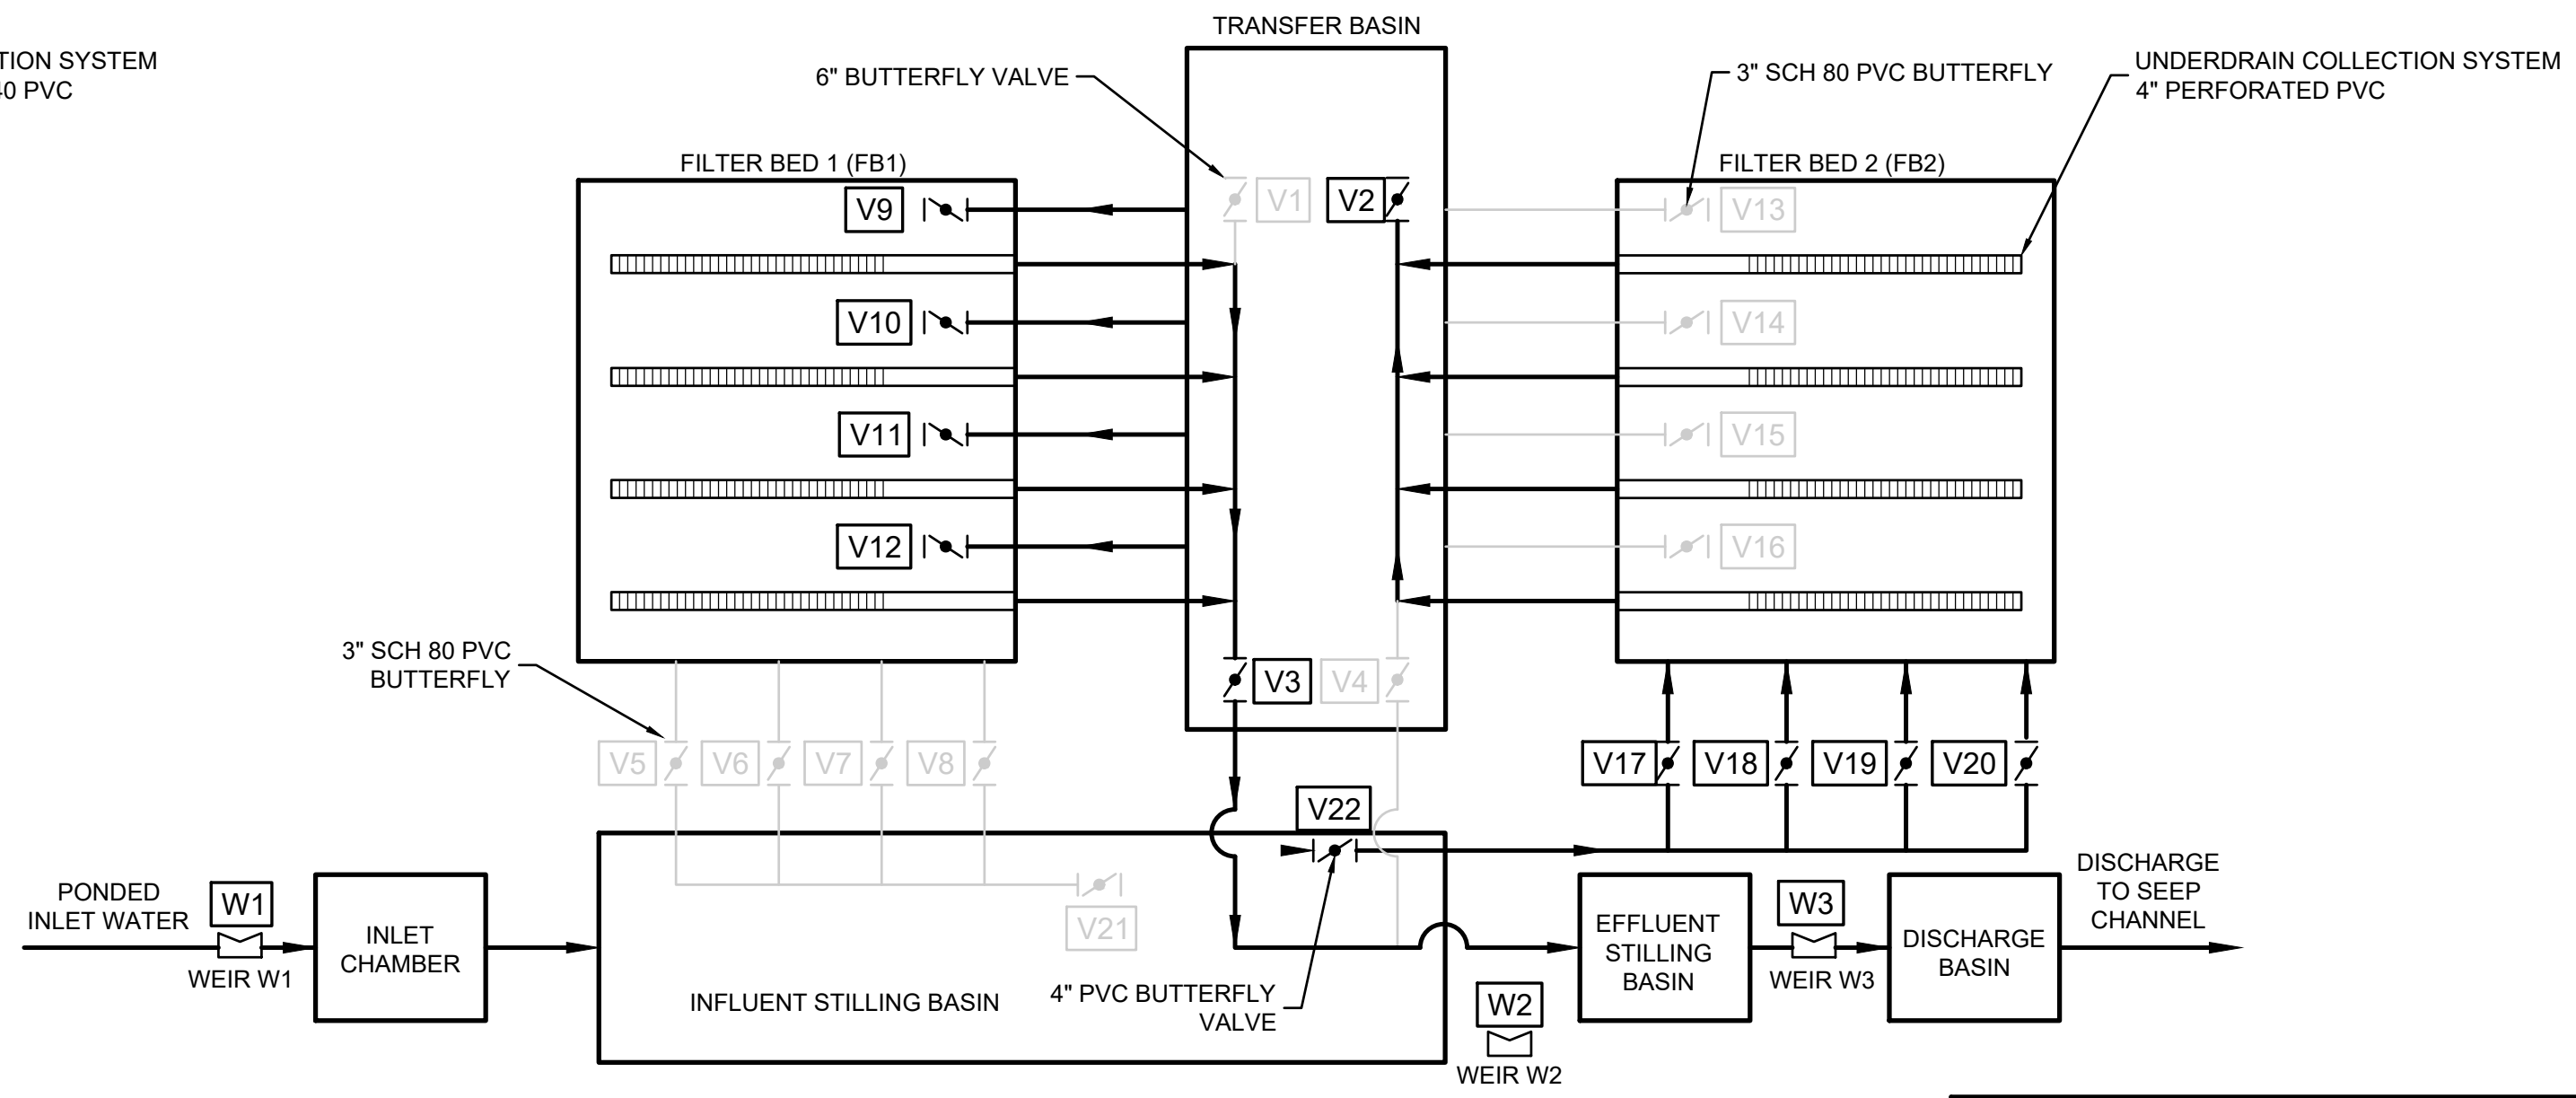 TRANSFER BASIN
TION SYSTEM
40 PVC
6" BUTTERFLY VALVE
3" SCH 80 PVC BUTTERFLY
UNDERDRAIN COLLECTION SYSTEM
4" PERFORATED PVC
FILTER BED 1 (FB1)
FILTER BED 2 (FB2)
V9
V1
V2
V13
V10
V14
V11
V15
V12
V16
3" SCH 80 PVC
BUTTERFLY
V3
V4
V5
V6
V7
V8
V17
V18
V19
V20
V22
PONDED
INLET WATER
W1
WEIR W1
INLET
CHAMBER
V21
INFLUENT STILLING BASIN
4" PVC BUTTERFLY
VALVE
W2
WEIR W2
EFFLUENT
STILLING
BASIN
W3
WEIR W3
DISCHARGE
BASIN
DISCHARGE
TO SEEP
CHANNEL